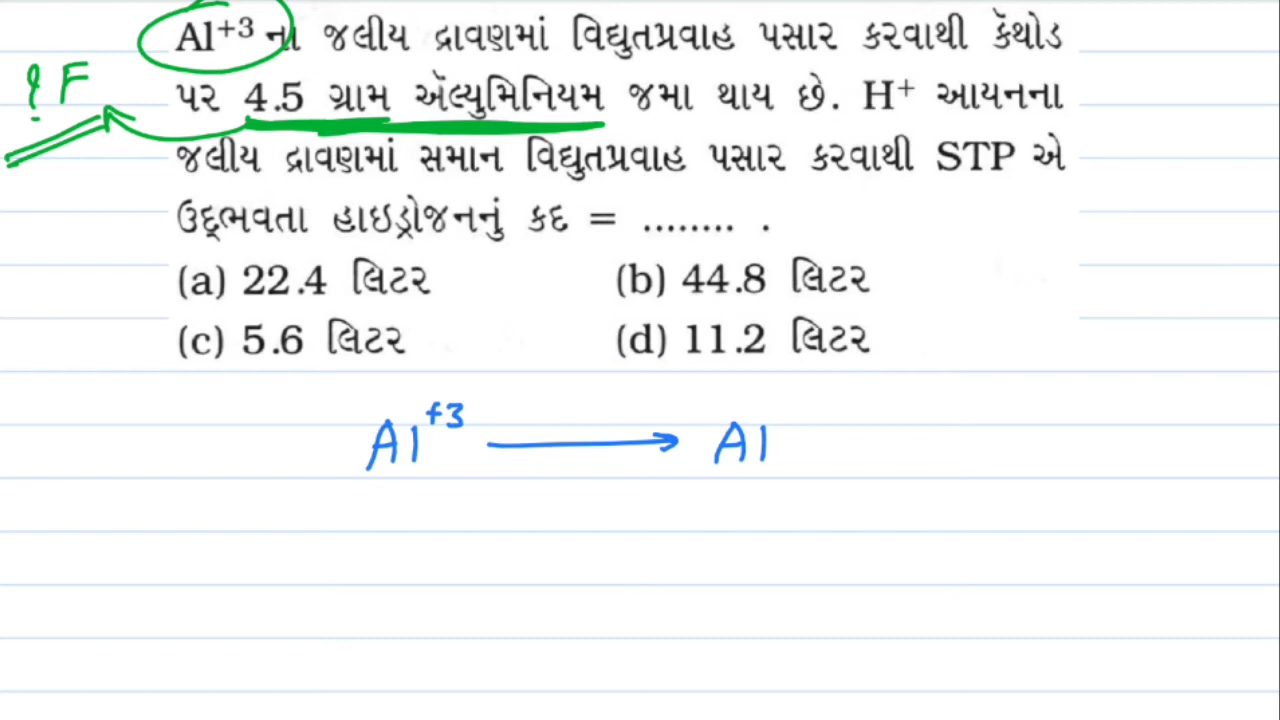 Al⁺³ ના જલીય દ્રાવણમાં વિદ્યુતપ્રવાહ પસાર કરવાથી કૅથોડ
? F
પર 4.5 ગ્રામ ઍલ્યુમિનિયમ જમા થાય છે. H⁺ આયનના
જલીય દ્રાવણમાં સમાન વિદ્યુતપ્રવાહ પસાર કરવાથી STP એ
ઉદ્ભવતા હાઇડ્રોજનનું કદ = ........ .
(a) 22.4 લિટર (b) 44.8 લિટર
(c) 5.6 લિટર (d) 11.2 લિટર
Al⁺³ ⟶ Al